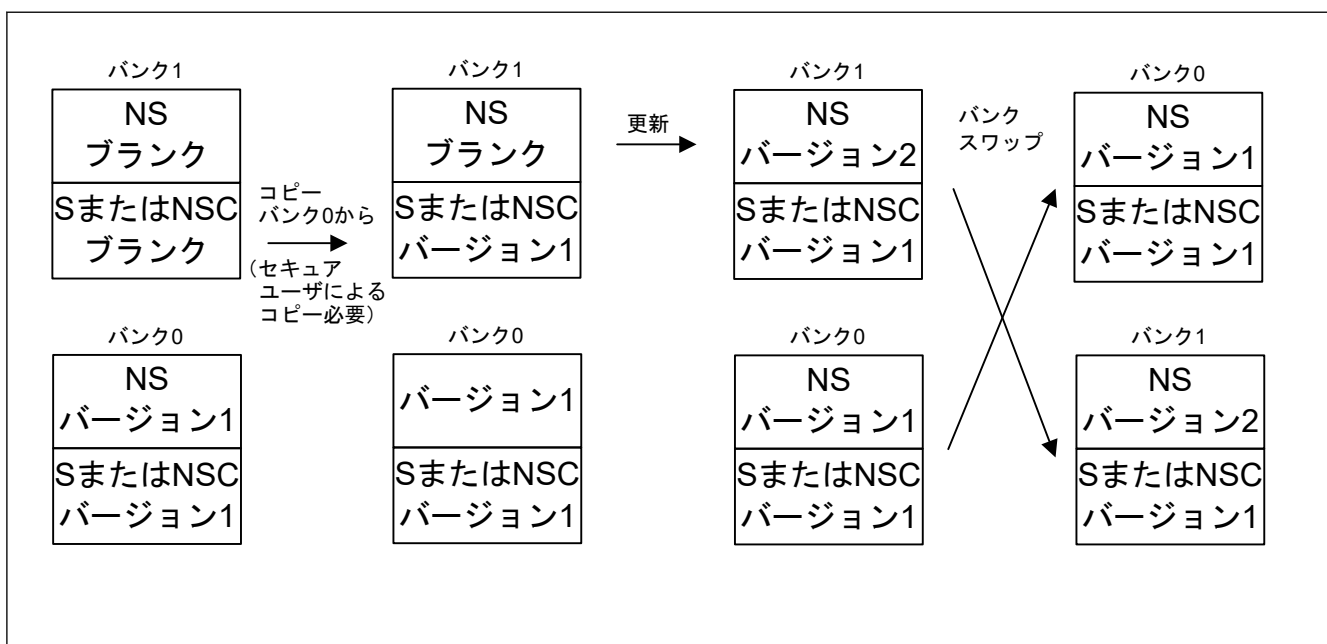 バンク1
NS
ブランク
SまたはNSC
ブランク
コピー
バンク0から
(セキュア
ユーザによる
コピー必要)
バンク1
NS
ブランク
SまたはNSC
バージョン1
更新
バンク1
NS
バージョン2
SまたはNSC
バージョン1
バンク
スワップ
バンク0
NS
バージョン1
SまたはNSC
バージョン1
バンク0
NS
バージョン1
SまたはNSC
バージョン1
バンク0
バージョン1
SまたはNSC
バージョン1
バンク0
NS
バージョン1
SまたはNSC
バージョン1
バンク1
NS
バージョン2
SまたはNSC
バージョン1